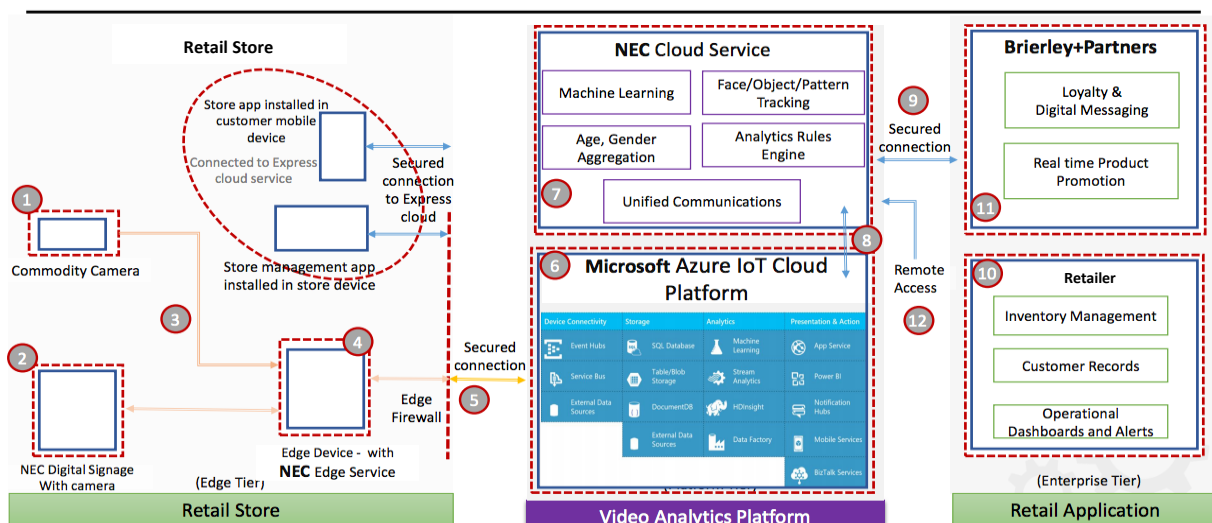 Retail Store
Store app installed in
customer mobile
device
Connected to Express
cloud service
Secured
connection
to Express
cloud
1
Commodity Camera
Store management app
installed in store device
3
2
4
NEC Digital Signage
With camera
(Edge Tier)
Edge Device - with
NEC Edge Service
Edge
Firewall
Secured
connection
5
Retail Store
NEC Cloud Service
Machine Learning
Face/Object/Pattern
Tracking
Age, Gender
Aggregation
Analytics Rules
Engine
7
Unified Communications
8
6
Microsoft Azure IoT Cloud
Platform
Device Connectivity
Storage
Analytics
Presentation & Action
Event Hubs
SQL Database
Machine
Learning
App Service
Service Bus
Table/Blob
Storage
Stream
Analytics
Power BI
External Data
Sources
DocumentDB
HDInsight
Notification
Hubs
External Data
Sources
Data Factory
Mobile Services
BizTalk Services
Video Analytics Platform
9
Secured
connection
Remote
Access
12
Brierley+Partners
Loyalty &
Digital Messaging
Real time Product
Promotion
11
10
Retailer
Inventory Management
Customer Records
Operational
Dashboards and Alerts
(Enterprise Tier)
Retail Application